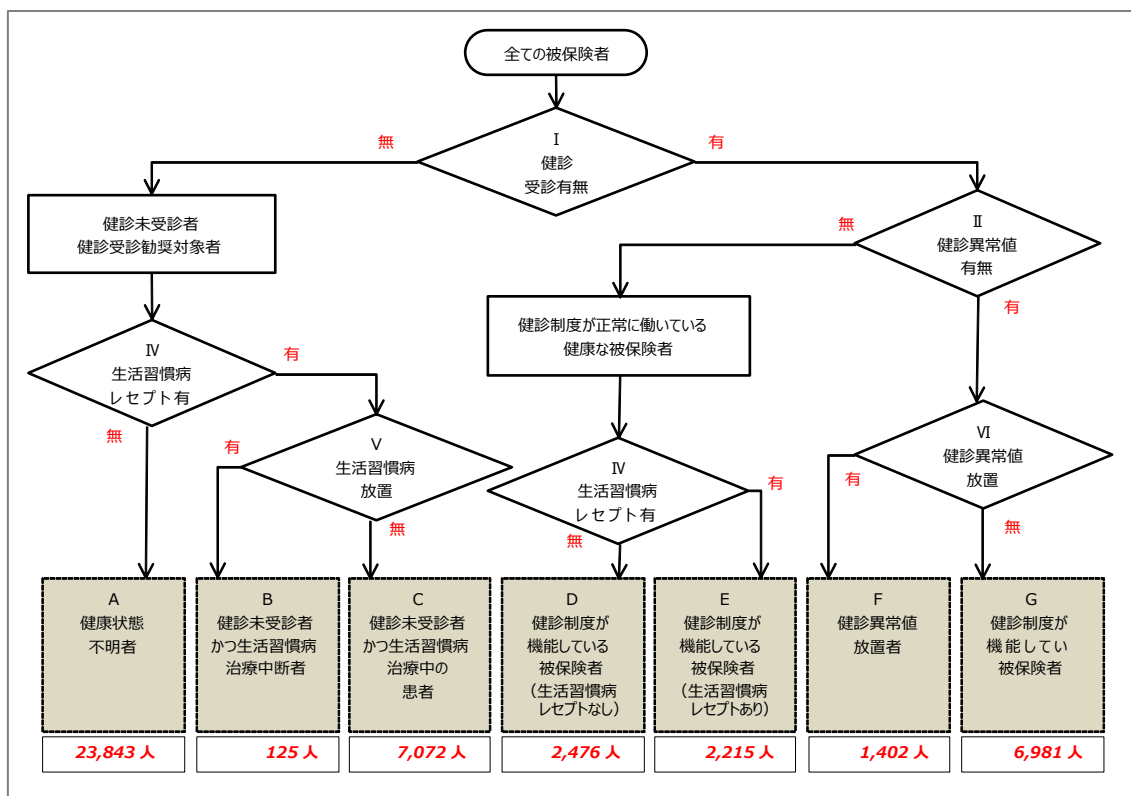 全ての被保険者
Ⅰ
健診
受診有無
無
有
健診未受診者
健診受診勧奨対象者
Ⅱ
健診異常値
有無
無
有
健診制度が正常に働いている
健康な被保険者
Ⅳ
生活習慣病
レセプト有
有
無
Ⅴ
生活習慣病
放置
有
無
Ⅳ
生活習慣病
レセプト有
有
無
Ⅵ
健診異常値
放置
有
無
A
健康状態
不明者
B
健診未受診者
かつ生活習慣病
治療中断者
C
健診未受診者
かつ生活習慣病
治療中の
患者
D
健診制度が
機能している
被保険者
(生活習慣病
レセプトなし)
E
健診制度が
機能している
被保険者
(生活習慣病
レセプトあり)
F
健診異常値
放置者
G
健診制度が
機能してい
被保険者
23,843 人
125 人
7,072 人
2,476 人
2,215 人
1,402 人
6,981 人